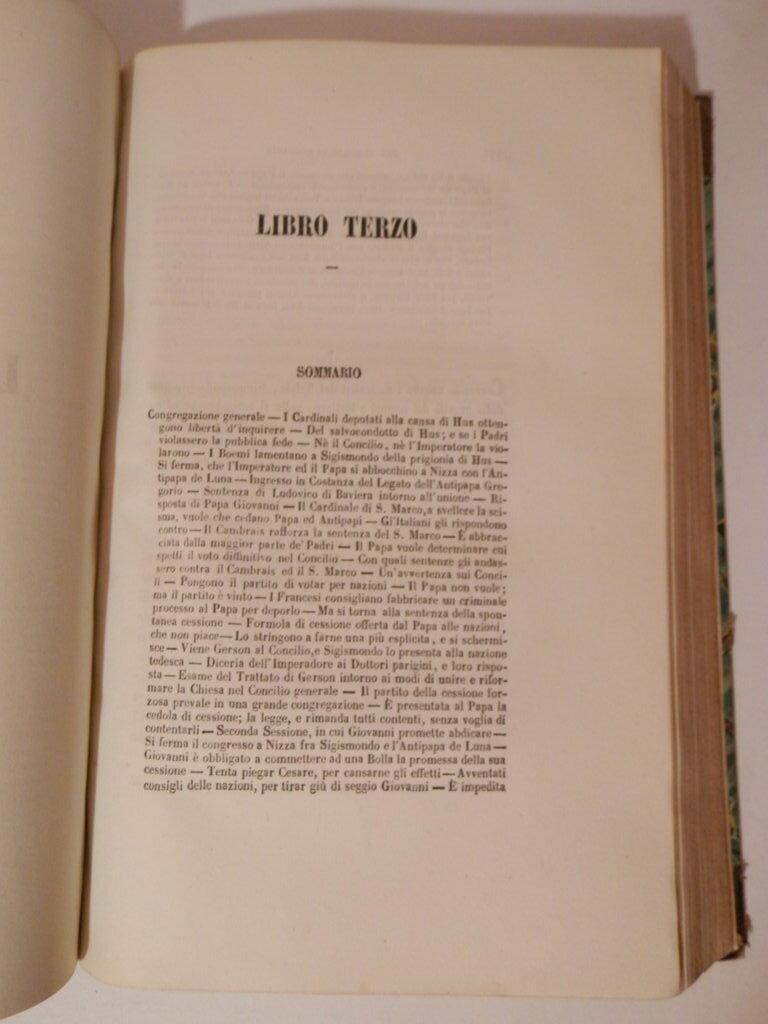 LIBRO TERZO
—
SOMMARIO
Congregazione generale — I Cardinali deputati alla causa di Hus otten-
gono libertà d'inquirere — Del salvocondotto di Hus; e se i Padri
violassero la pubblica fede — Nè il Concilio, nè l'Imperatore la vio-
larono — I Boemi lamentano a Sigismondo della prigionia di Hus —
Si ferma, che l'Imperatore ed il Papa si abbocchino a Nizza con l'An-
tipapa de Luna — Ingresso in Costanza del Legato dell'Antipapa Gre-
gorio — Sentenza di Ludovico di Baviera intorno all'unione — Ri-
sposta di Papa Giovanni — Il Cardinale di S. Marco, a svellere la sci-
sma, vuole che cedano Papa ed Antipapi — Gl'Italiani gli rispondono
contro — Il Cambrais rafforza la sentenza del S. Marco — È abbrac-
ciata dalla maggior parte de' Padri — Il Papa vuole determinare cui
spetti il voto diffinitivo nel Concilio — Con quali sentenze gli andas-
sero contra il Cambrais ed il S. Marco — Un'avvertenza sui Conci-
lî — Pongono il partito di votar per nazioni — Il Papa non vuole;
ma il partito è vinto — I Francesi consigliano fabbricare un criminale
processo al Papa per deporlo — Ma si torna alla sentenza della spon-
tanea cessione — Formola di cessione offerta dal Papa alle nazioni,
che non piace — Lo stringono a farne una più esplicita, e si schermi-
sce — Viene Gerson al Concilio, e Sigismondo lo presenta alla nazione
tedesca — Diceria dell'Imperadore ai Dottori parigini, e loro rispo-
sta — Esame del Trattato di Gerson intorno ai modi di unire e rifor-
mare la Chiesa nel Concilio generale — Il partito della cessione for-
zosa prevale in una grande congregazione — È presentata al Papa la
cedola di cessione; la legge, e rimanda tutti contenti, senza voglia di
contentarli — Seconda Sessione, in cui Giovanni promette abdicare —
Si ferma il congresso a Nizza fra Sigismondo e l'Antipapa de Luna —
Giovanni è obbligato a commettere ad una Bolla la promessa della sua
cessione — Tenta piegar Cesare, per cansarne gli effetti — Avventati
consigli delle nazioni, per tirar giù di seggio Giovanni — È impedita